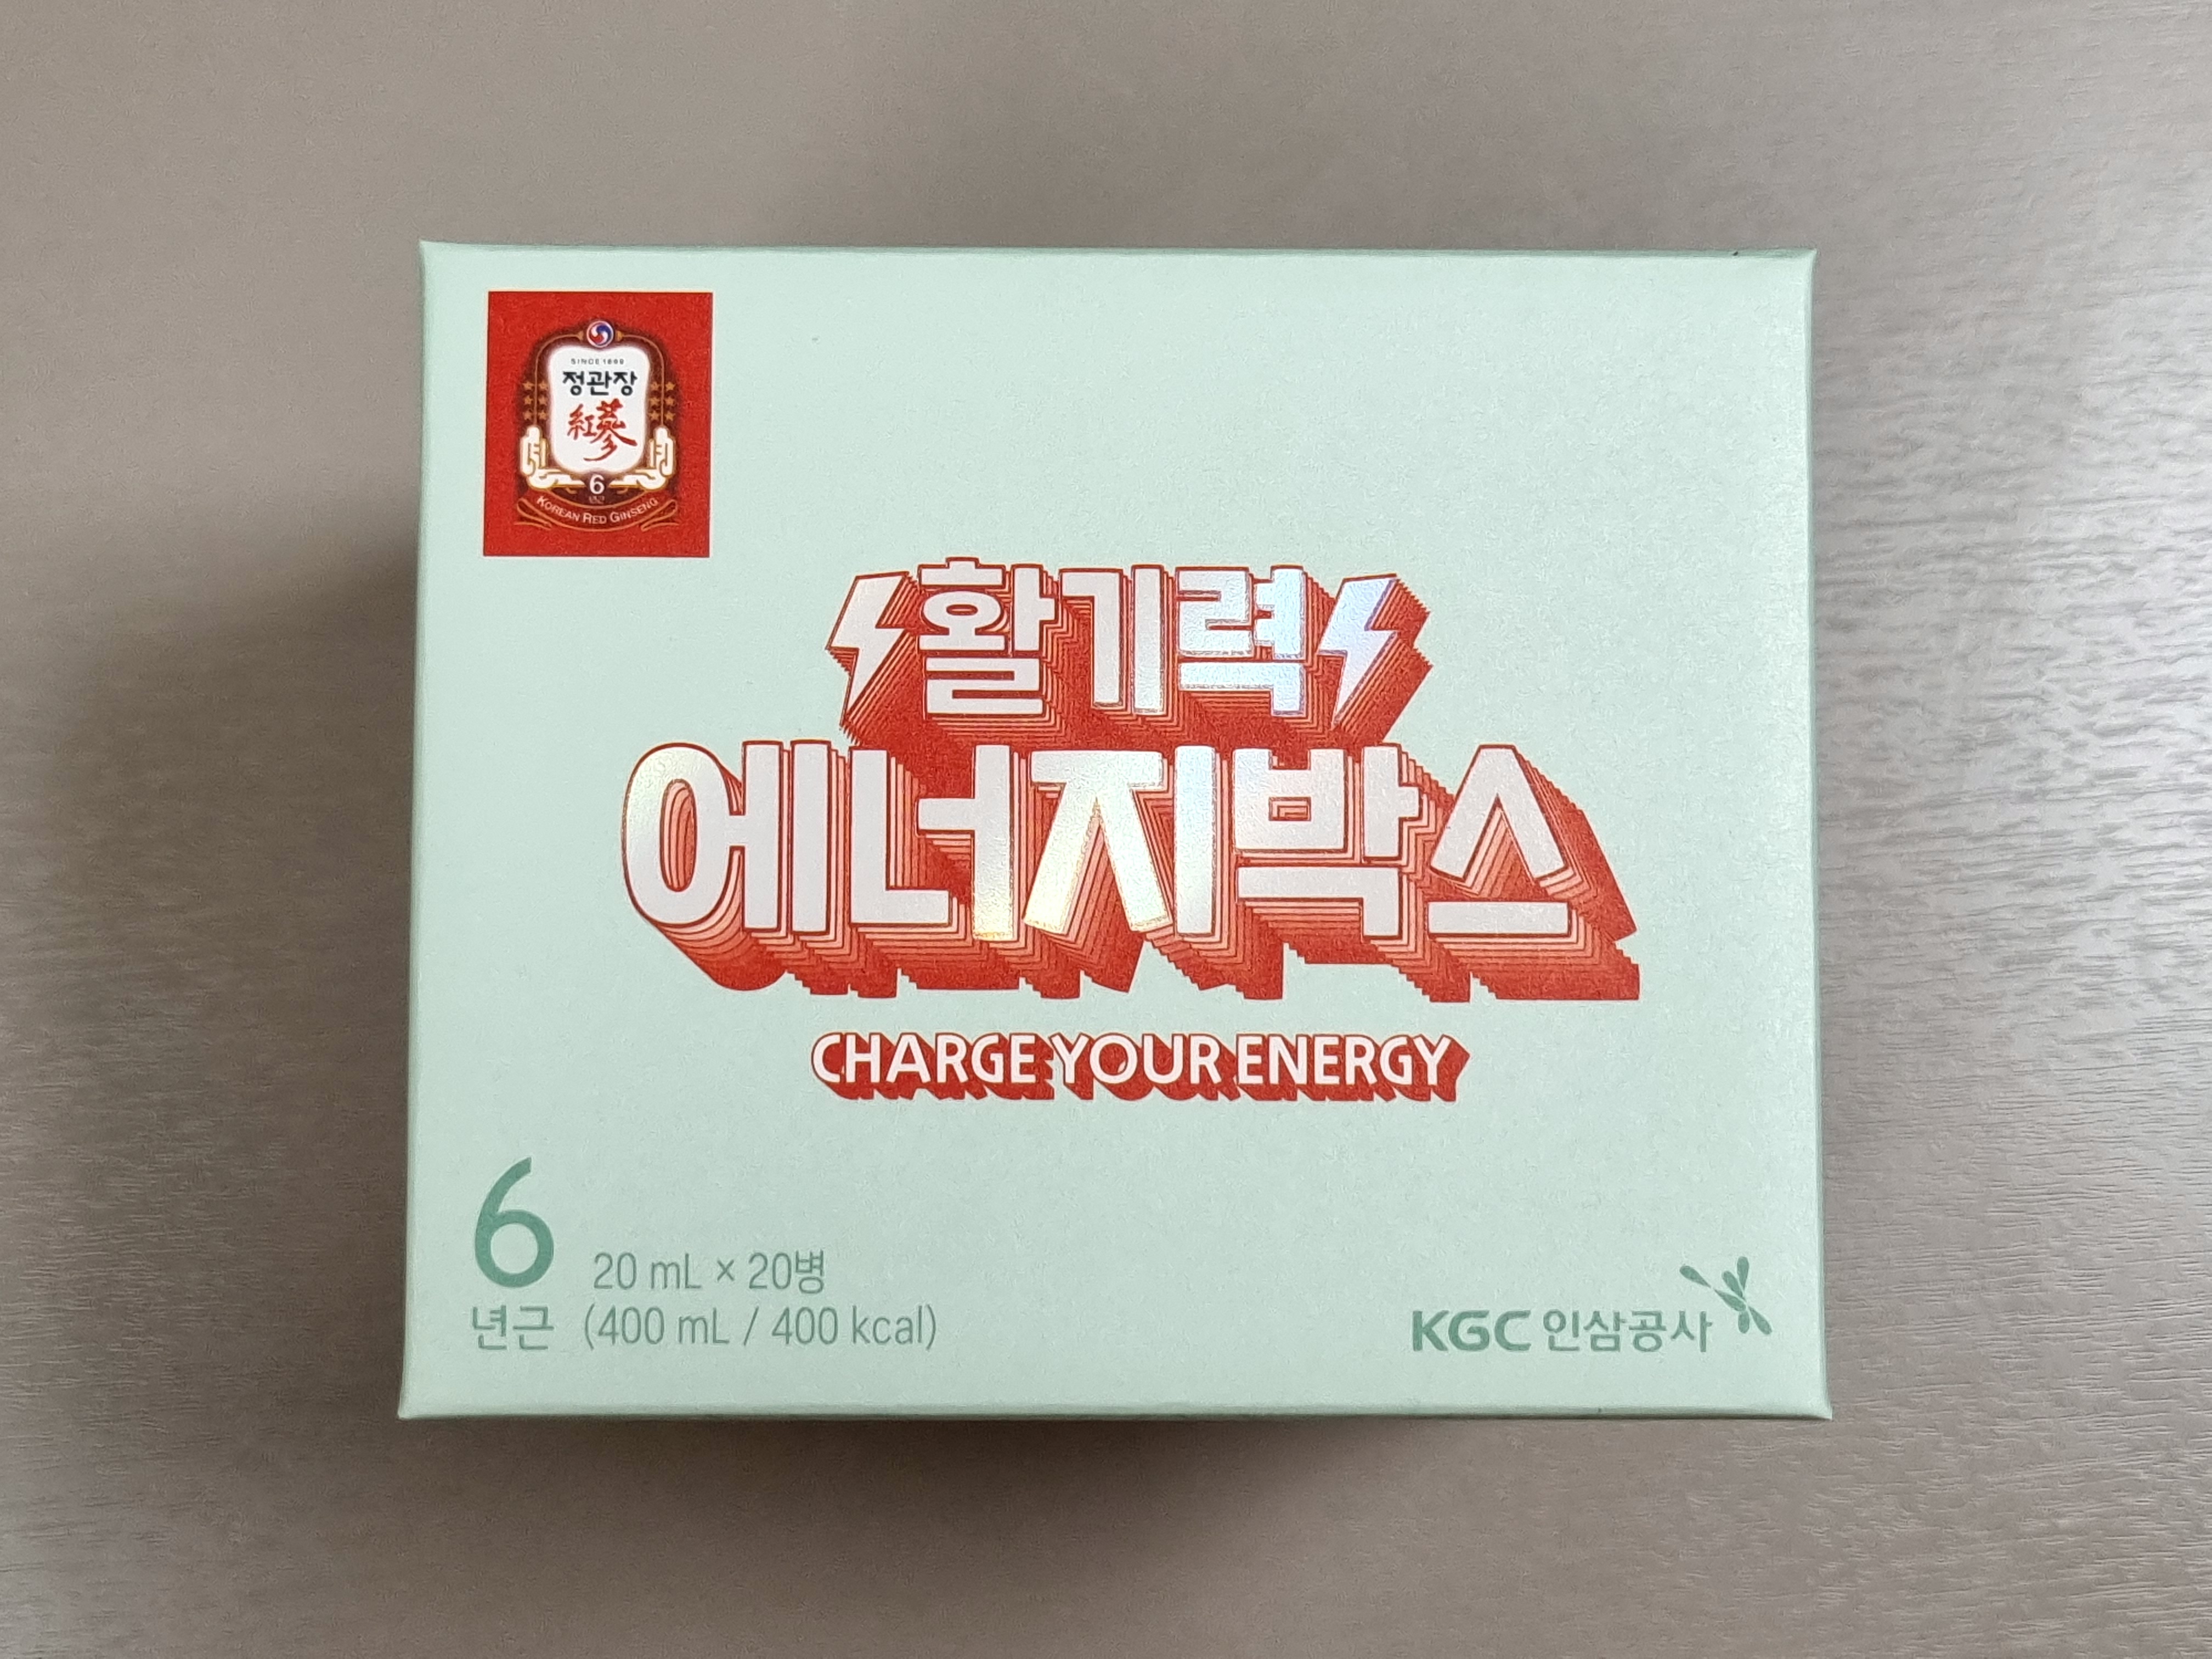 SINCE 1899
정관장
紅蔘
6
년근
KOREAN RED GINSENG
활기력
에너지박스
CHARGE YOUR ENERGY
6
년근
20 mL × 20병
(400 mL / 400 kcal)
KGC 인삼공사